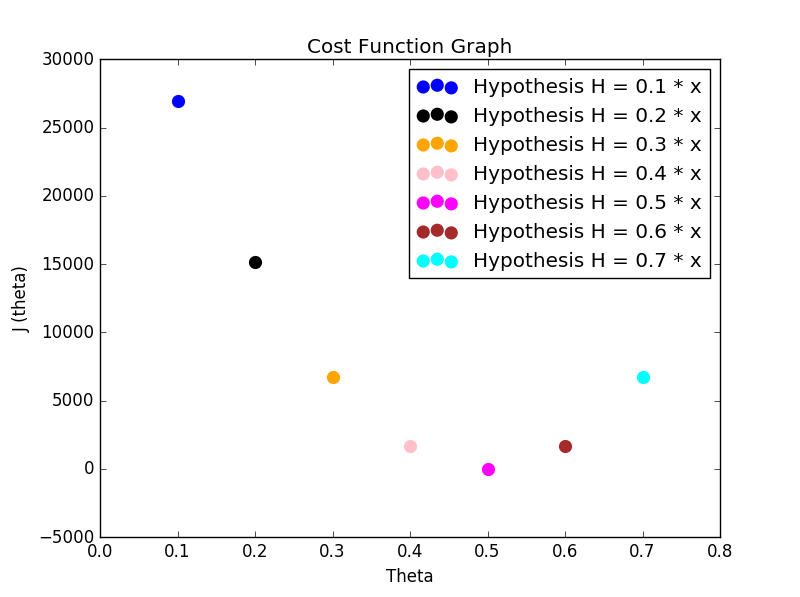 Cost Function Graph
30000
25000
20000
15000
10000
5000
0
−5000
J (theta)
Hypothesis H = 0.1 * x
Hypothesis H = 0.2 * x
Hypothesis H = 0.3 * x
Hypothesis H = 0.4 * x
Hypothesis H = 0.5 * x
Hypothesis H = 0.6 * x
Hypothesis H = 0.7 * x
0.0 0.1 0.2 0.3 0.4 0.5 0.6 0.7 0.8
Theta